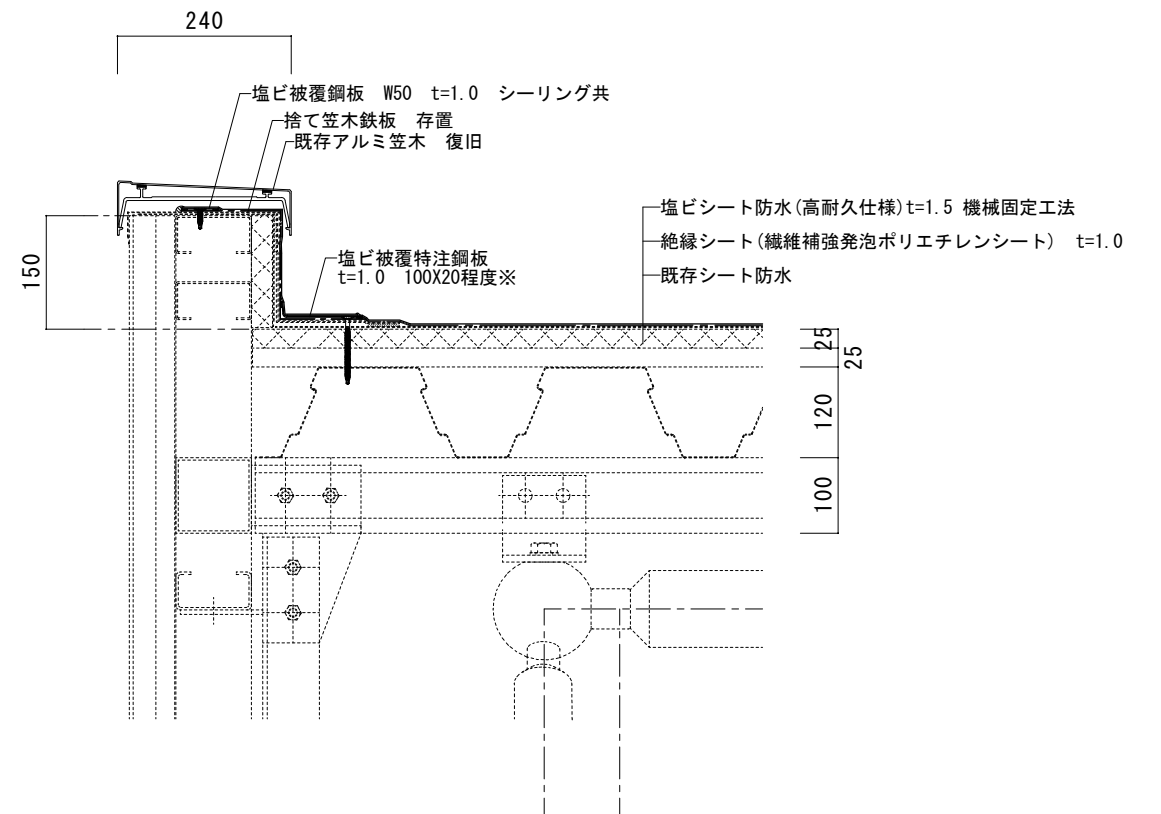 240
塩ビ被覆鋼板　W50　t=1.0　シーリング共
捨て笠木鉄板　存置
既存アルミ笠木　復旧
塩ビシート防水(高耐久仕様)t=1.5 機械固定工法
絶縁シート(繊維補強発泡ポリエチレンシート)　t=1.0
既存シート防水
150
塩ビ被覆特注鋼板
t=1.0　100X20程度※
25
25
120
100